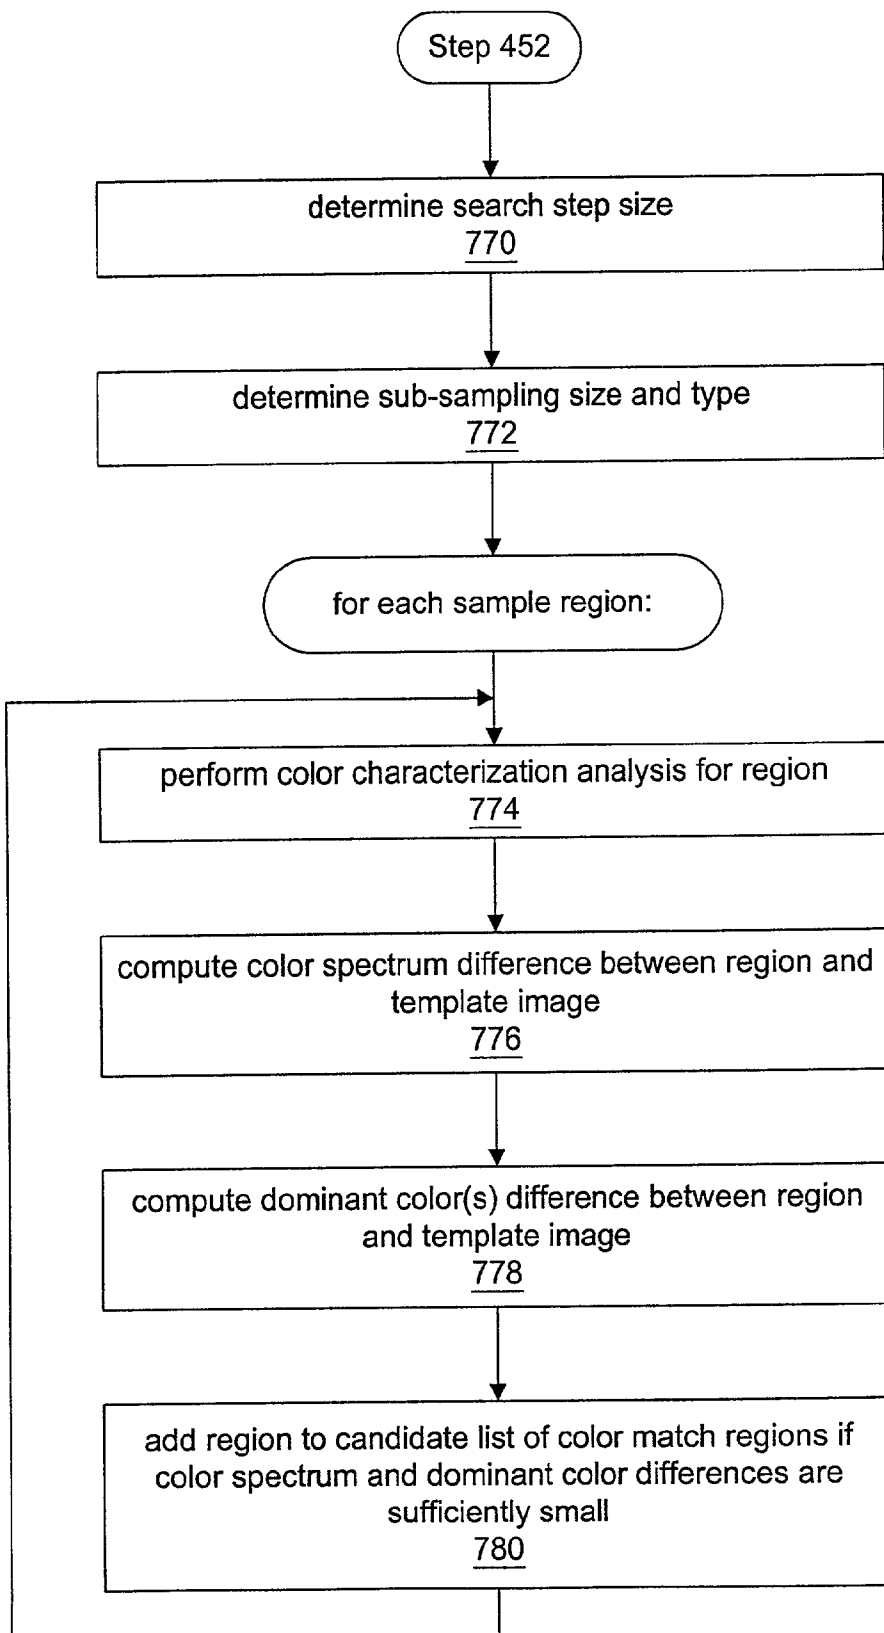 Step 452
determine search step size
770
determine sub-sampling size and type
772
for each sample region:
perform color characterization analysis for region
774
compute color spectrum difference between region and
template image
776
compute dominant color(s) difference between region
and template image
778
add region to candidate list of color match regions if
color spectrum and dominant color differences are
sufficiently small
780